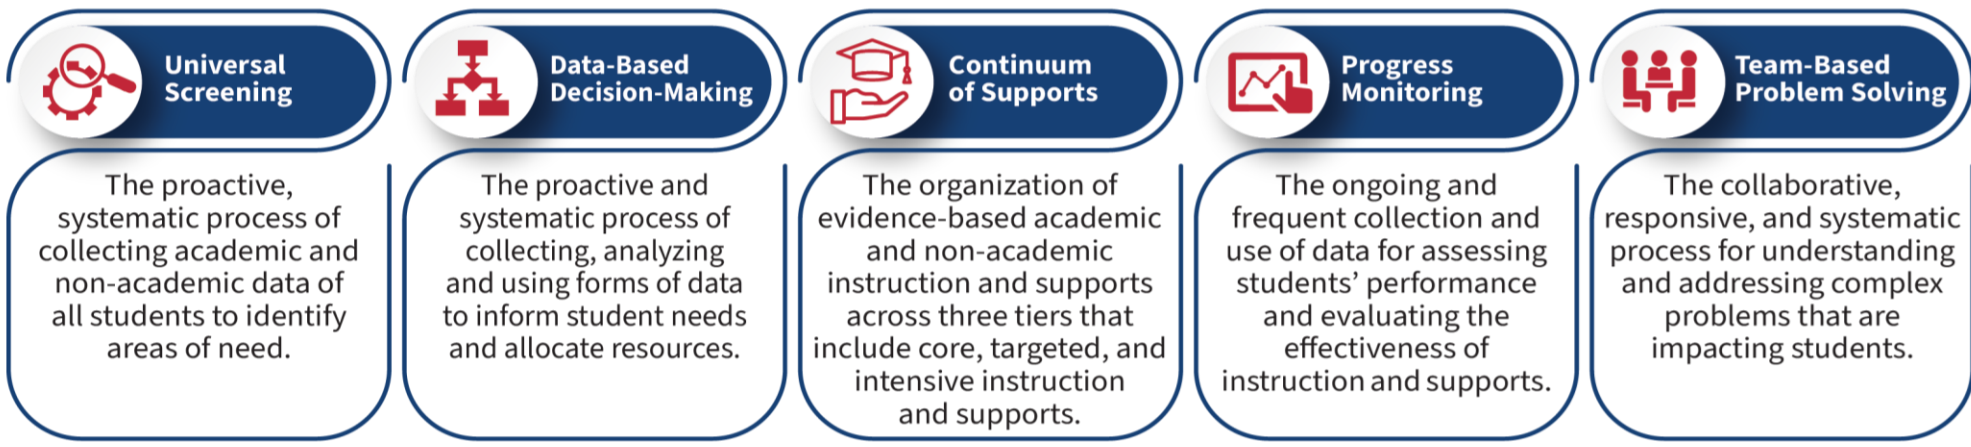 Universal
Screening
The proactive,
systematic process of
collecting academic and
non-academic data of
all students to identify
areas of need.
Data-Based
Decision-Making
The proactive and
systematic process of
collecting, analyzing
and using forms of data
to inform student needs
and allocate resources.
Continuum
of Supports
The organization of
evidence-based academic
and non-academic
instruction and supports
across three tiers that
include core, targeted, and
intensive instruction
and supports.
Progress
Monitoring
The ongoing and
frequent collection and
use of data for assessing
students’ performance
and evaluating the
effectiveness of
instruction and supports.
Team-Based
Problem Solving
The collaborative,
responsive, and systematic
process for understanding
and addressing complex
problems that are
impacting students.